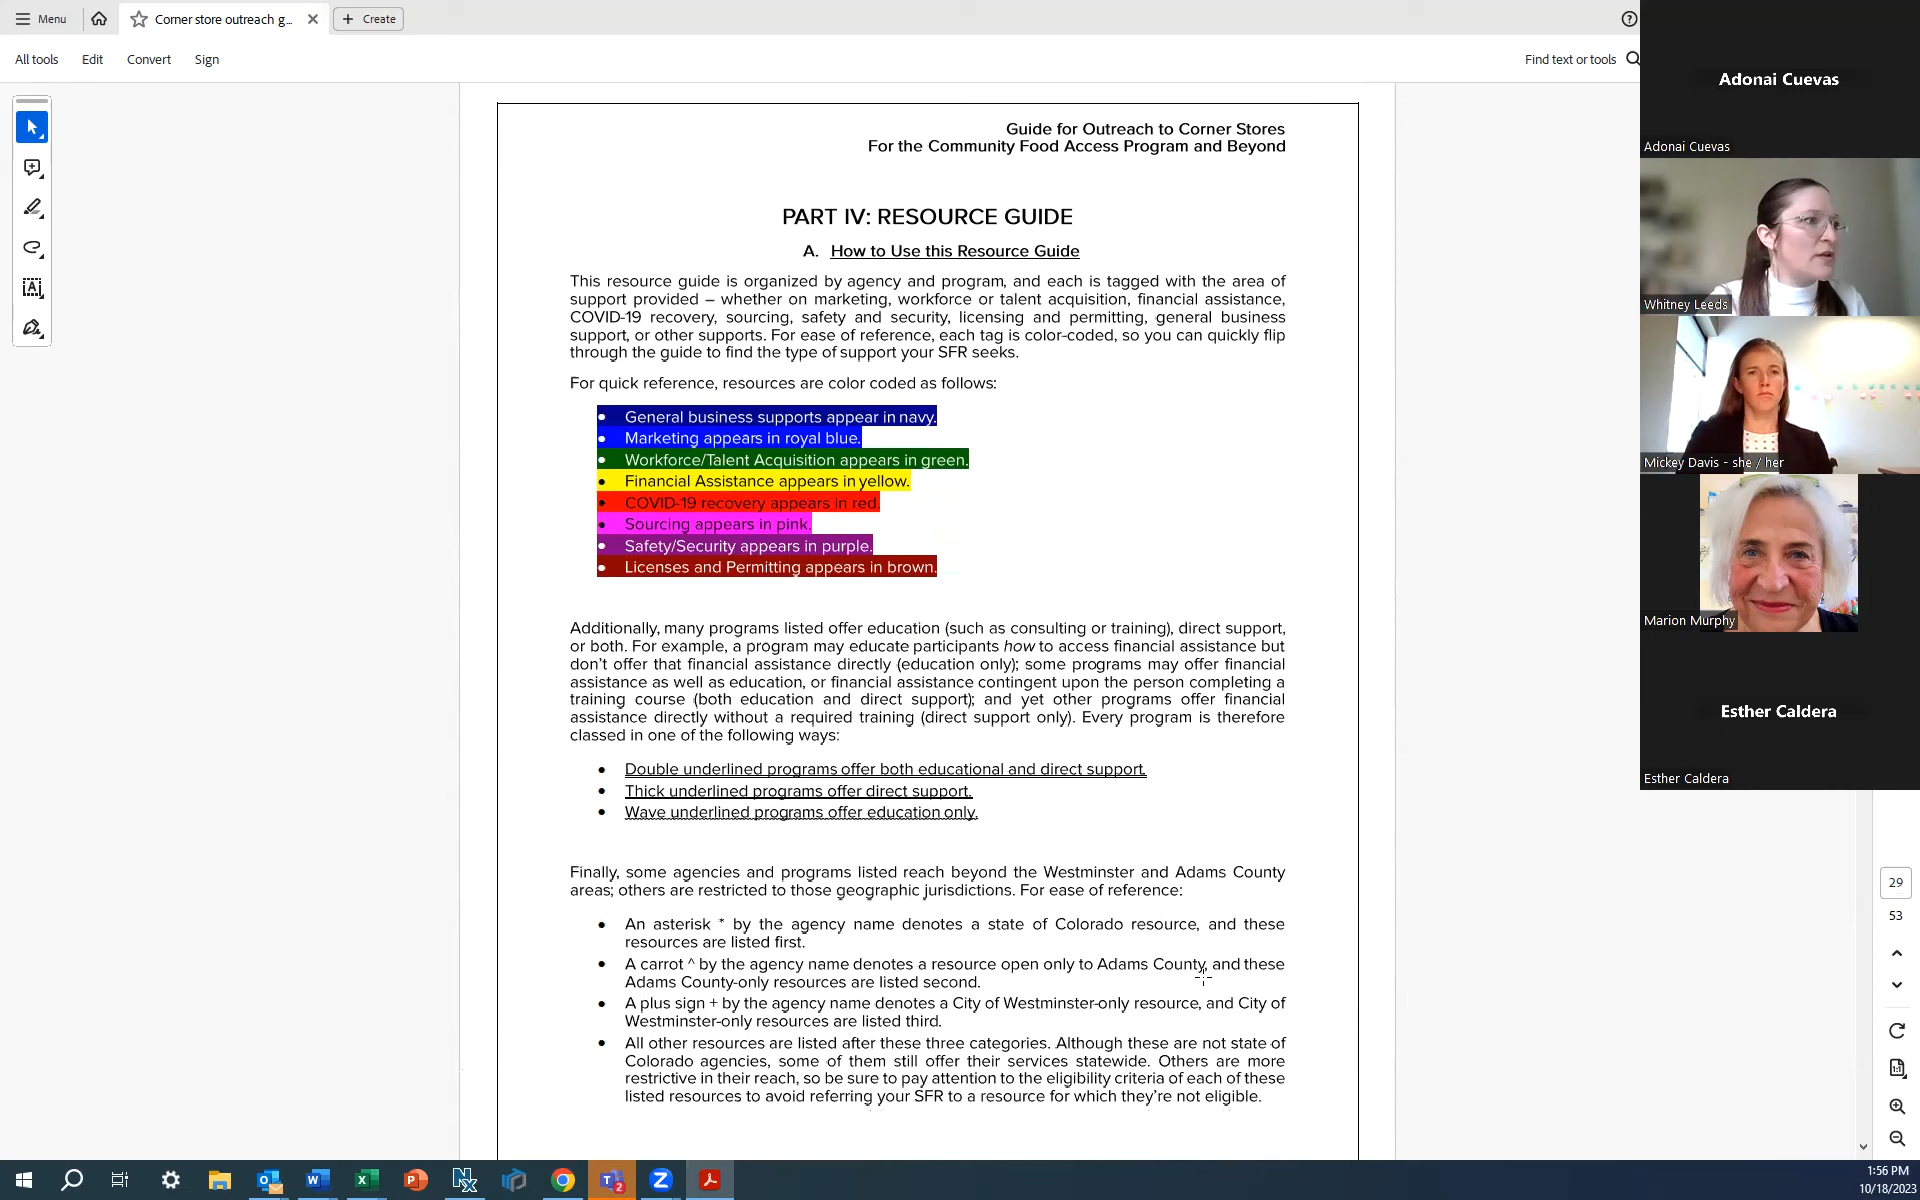 Menu
Corner store outreach g...
Create
All tools
Edit
Convert
Sign
Find text or tools
Guide for Outreach to Corner Stores
For the Community Food Access Program and Beyond
PART IV: RESOURCE GUIDE
A. How to Use this Resource Guide
This resource guide is organized by agency and program, and each is tagged with the area of
support provided – whether on marketing, workforce or talent acquisition, financial assistance,
COVID-19 recovery, sourcing, safety and security, licensing and permitting, general business
support, or other supports. For ease of reference, each tag is color-coded, so you can quickly flip
through the guide to find the type of support your SFR seeks.
For quick reference, resources are color coded as follows:
• General business supports appear in navy.
• Marketing appears in royal blue.
• Workforce/Talent Acquisition appears in green.
• Financial Assistance appears in yellow.
• COVID-19 recovery appears in red.
• Sourcing appears in pink.
• Safety/Security appears in purple.
• Licenses and Permitting appears in brown.
Additionally, many programs listed offer education (such as consulting or training), direct support,
or both. For example, a program may educate participants how to access financial assistance but
don't offer that financial assistance directly (education only); some programs may offer financial
assistance as well as education, or financial assistance contingent upon the person completing a
training course (both education and direct support); and yet other programs offer financial
assistance directly without a required training (direct support only). Every program is therefore
classed in one of the following ways:
• Double underlined programs offer both educational and direct support.
• Thick underlined programs offer direct support.
• Wave underlined programs offer education only.
Finally, some agencies and programs listed reach beyond the Westminster and Adams County
areas; others are restricted to those geographic jurisdictions. For ease of reference:
• An asterisk * by the agency name denotes a state of Colorado resource, and these
resources are listed first.
• A carrot ^ by the agency name denotes a resource open only to Adams County, and these
Adams County-only resources are listed second.
• A plus sign + by the agency name denotes a City of Westminster-only resource, and City of
Westminster-only resources are listed third.
• All other resources are listed after these three categories. Although these are not state of
Colorado agencies, some of them still offer their services statewide. Others are more
restrictive in their reach, so be sure to pay attention to the eligibility criteria of each of these
listed resources to avoid referring your SFR to a resource for which they're not eligible.
Adonai Cuevas
Adonai Cuevas
Whitney Leeds
Mickey Davis - she / her
Marion Murphy
Esther Caldera
Esther Caldera
29
53
1:56 PM
10/18/2023